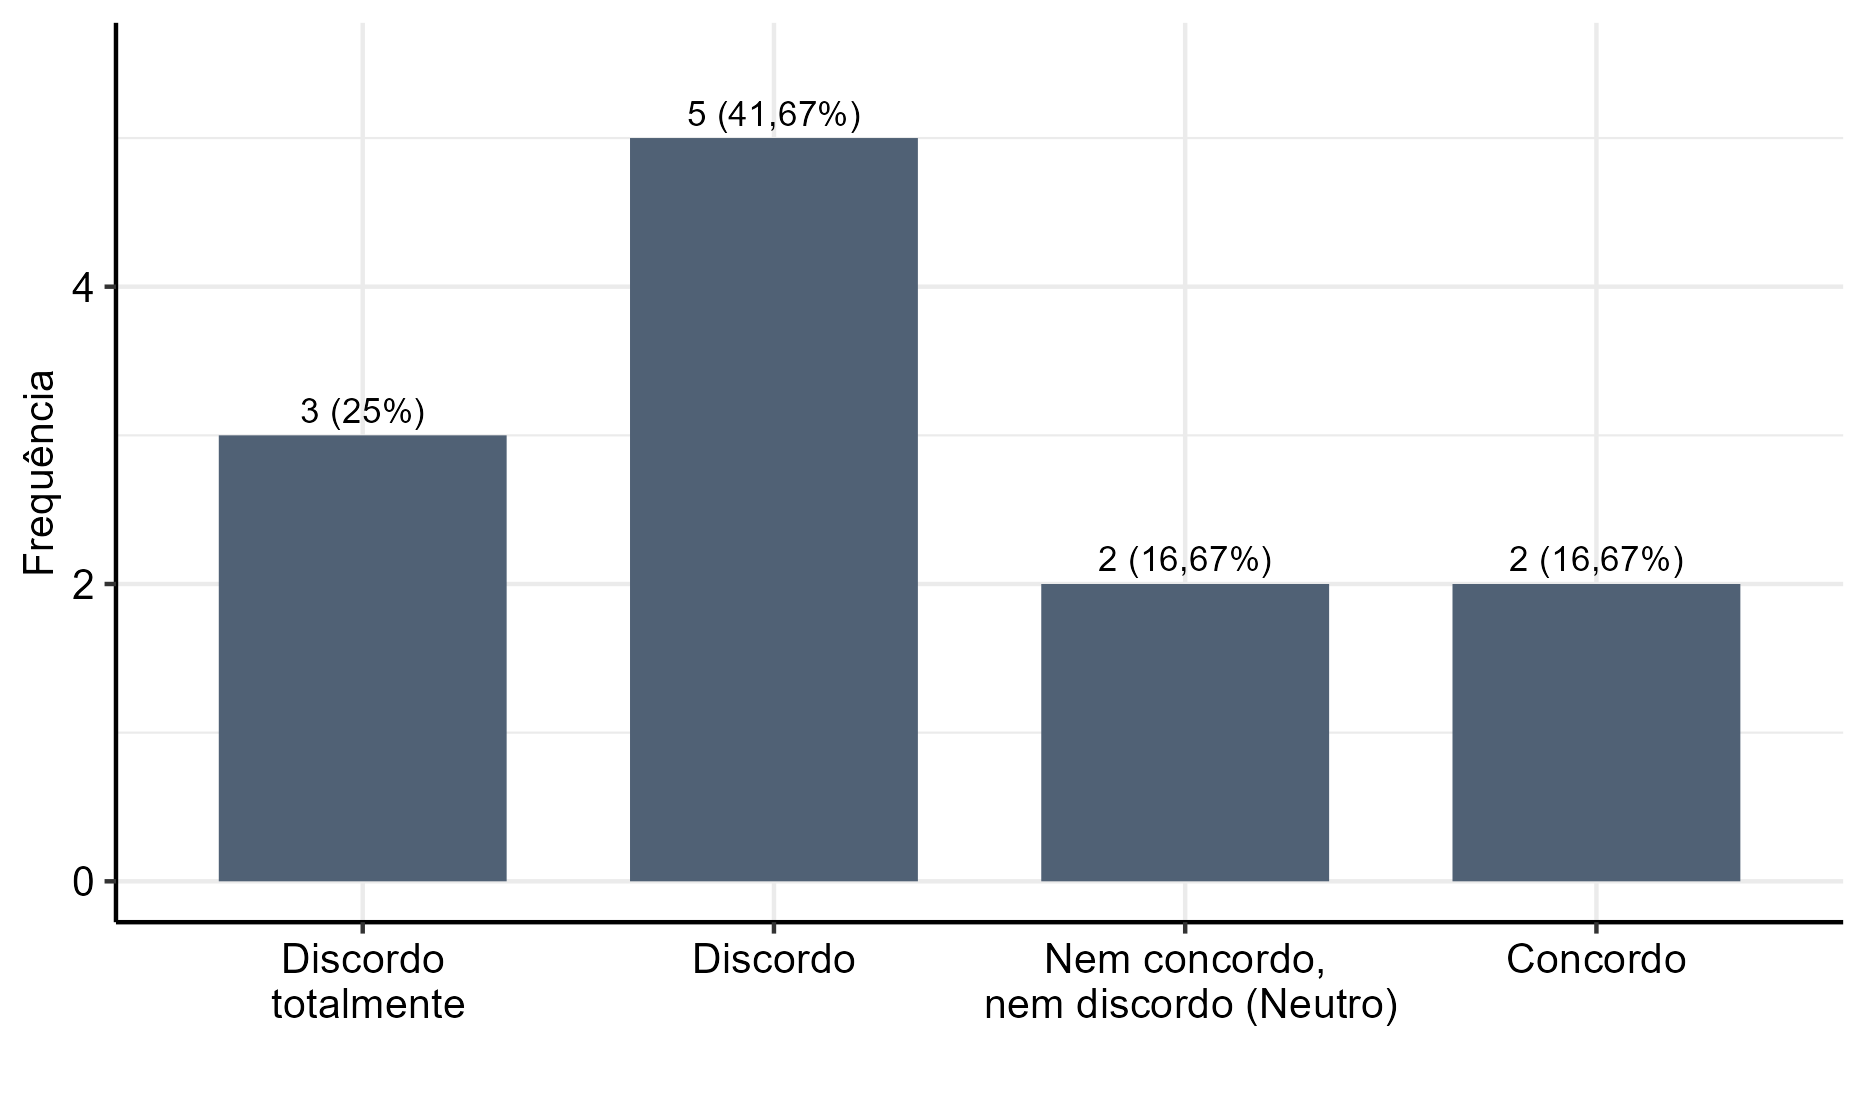 5 (41,67%)
4
3 (25%)
Frequência
2 (16,67%)
2 (16,67%)
2
0
Discordo
totalmente
Discordo
Nem concordo,
nem discordo (Neutro)
Concordo